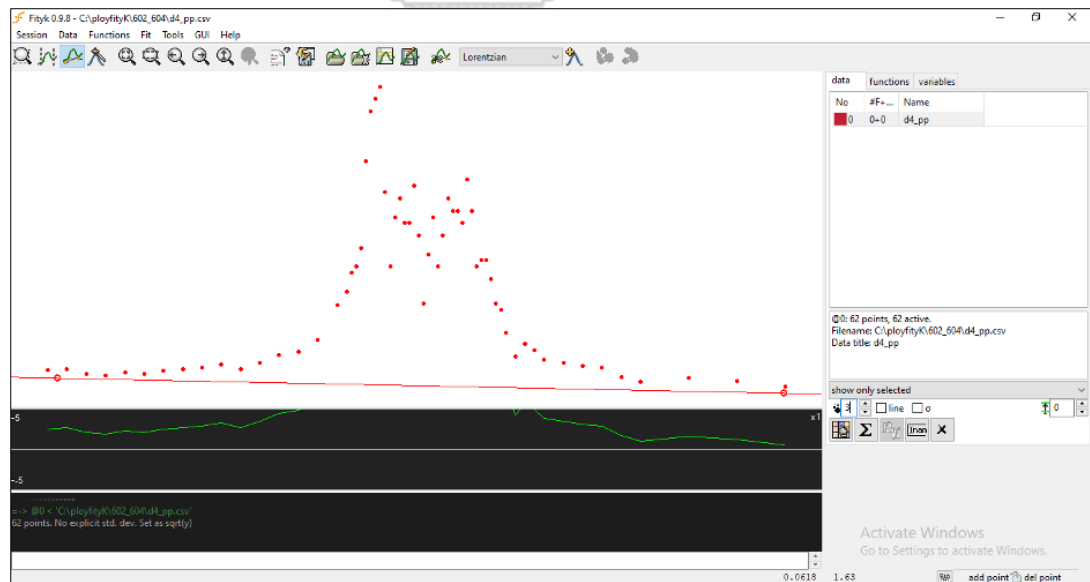 Fityk 0.9.8 - C:\ployfityK\602_604\d4_pp.csv
Session Data Functions Fit Tools GUI Help
Lorentzian
data functions variables
No #F+... Name
0 0+0 d4_pp
@0: 62 points, 62 active.
Filename: C:\ployfityK\602_604\d4_pp.csv
Data title: d4_pp
show only selected
3 line σ 0
-5 x1
-.5
=-> @0 < 'C:\ployfityK\602_604\d4_pp.csv'
62 points. No explicit std. dev. Set as sqrt(y)
Activate Windows
Go to Settings to activate Windows.
0.0618 1.63 add point del point